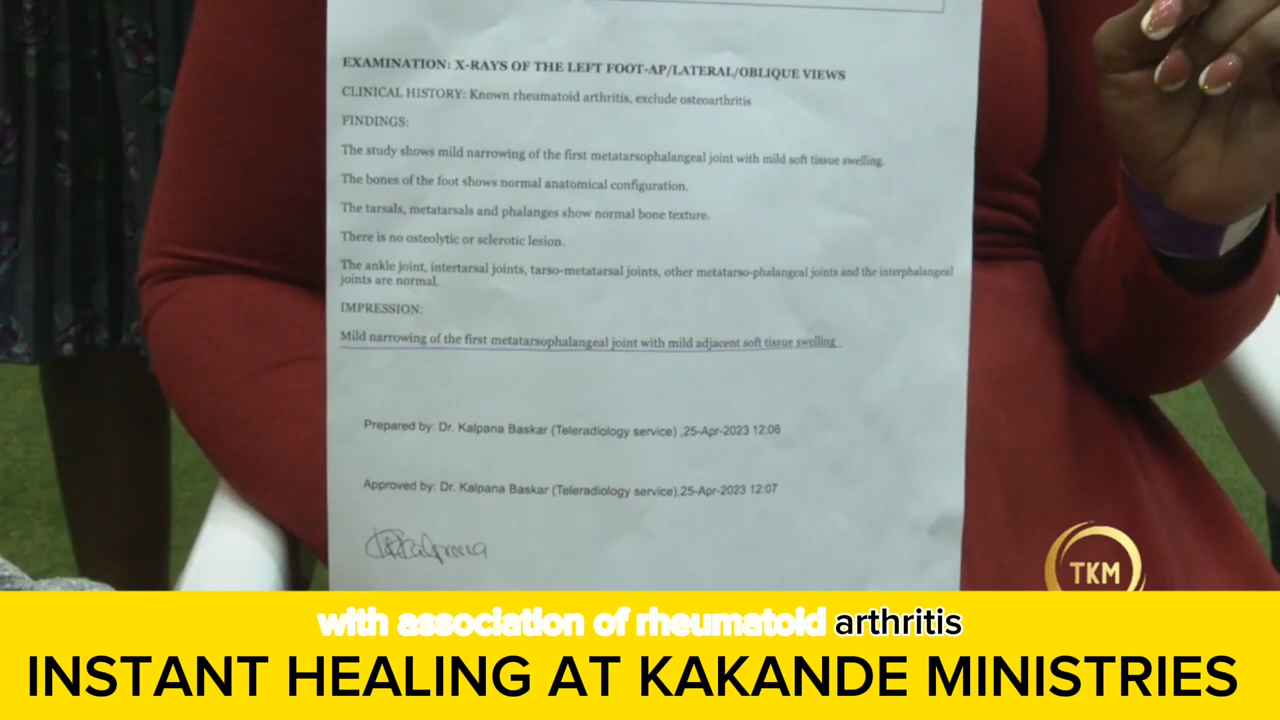 EXAMINATION: X-RAYS OF THE LEFT FOOT-AP/LATERAL/OBLIQUE VIEWS
CLINICAL HISTORY: Known rheumatoid arthritis, exclude osteoarthritis
FINDINGS:
The study shows mild narrowing of the first metatarsophalangeal joint with mild soft tissue swelling.
The bones of the foot shows normal anatomical configuration.
The tarsals, metatarsals and phalanges show normal bone texture.
There is no osteolytic or sclerotic lesion.
The ankle joint, intertarsal joints, tarso-metatarsal joints, other metatarso-phalangeal joints and the interphalangeal
joints are normal.
IMPRESSION:
Mild narrowing of the first metatarsophalangeal joint with mild adjacent soft tissue swelling
Prepared by: Dr. Kalpana Baskar (Teleradiology service) ,25-Apr-2023 12:06
Approved by: Dr. Kalpana Baskar (Teleradiology service),25-Apr-2023 12:07
TKM
with association of rheumatoid arthritis
INSTANT HEALING AT KAKANDE MINISTRIES